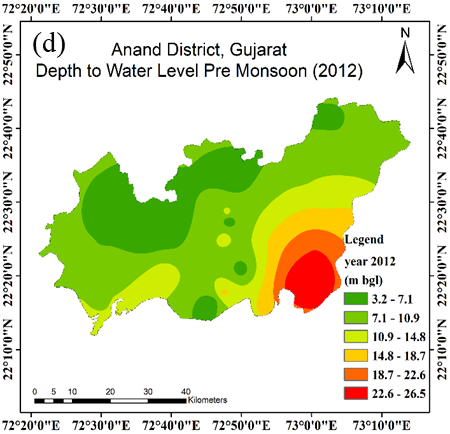 72°20'0"E 72°30'0"E 72°40'0"E 72°50'0"E 73°0'0"E 73°10'0"E
(d)
Anand District, Gujarat
Depth to Water Level Pre Monsoon (2012)
N
22°50'0"N 22°50'0"N
22°40'0"N 22°40'0"N
22°30'0"N 22°30'0"N
22°20'0"N 22°20'0"N
22°10'0"N 22°10'0"N
Legend
year 2012
(m bgl)
3.2 - 7.1
7.1 - 10.9
10.9 - 14.8
14.8 - 18.7
18.7 - 22.6
22.6 - 26.5
0 5 10 20 30 40
Kilometers
72°20'0"E 72°30'0"E 72°40'0"E 72°50'0"E 73°0'0"E 73°10'0"E